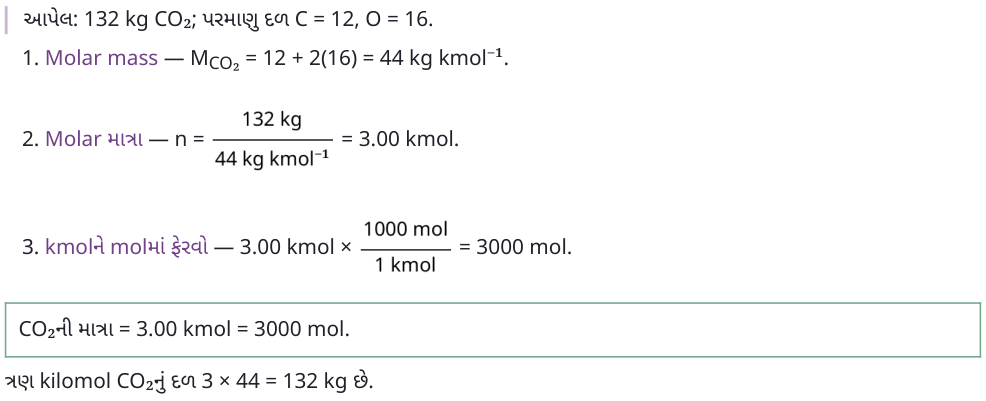 આપેલ: 132 kg CO₂; પરમાણુ દળ C = 12, O = 16.
1. Molar mass — M_CO₂ = 12 + 2(16) = 44 kg kmol⁻¹.
2. Molar માત્રા — n = 132 kg / 44 kg kmol⁻¹ = 3.00 kmol.
3. kmolને molમાં ફેરવો — 3.00 kmol × 1000 mol / 1 kmol = 3000 mol.
CO₂ની માત્રા = 3.00 kmol = 3000 mol.
ત્રણ kilomol CO₂નું દળ 3 × 44 = 132 kg છે.